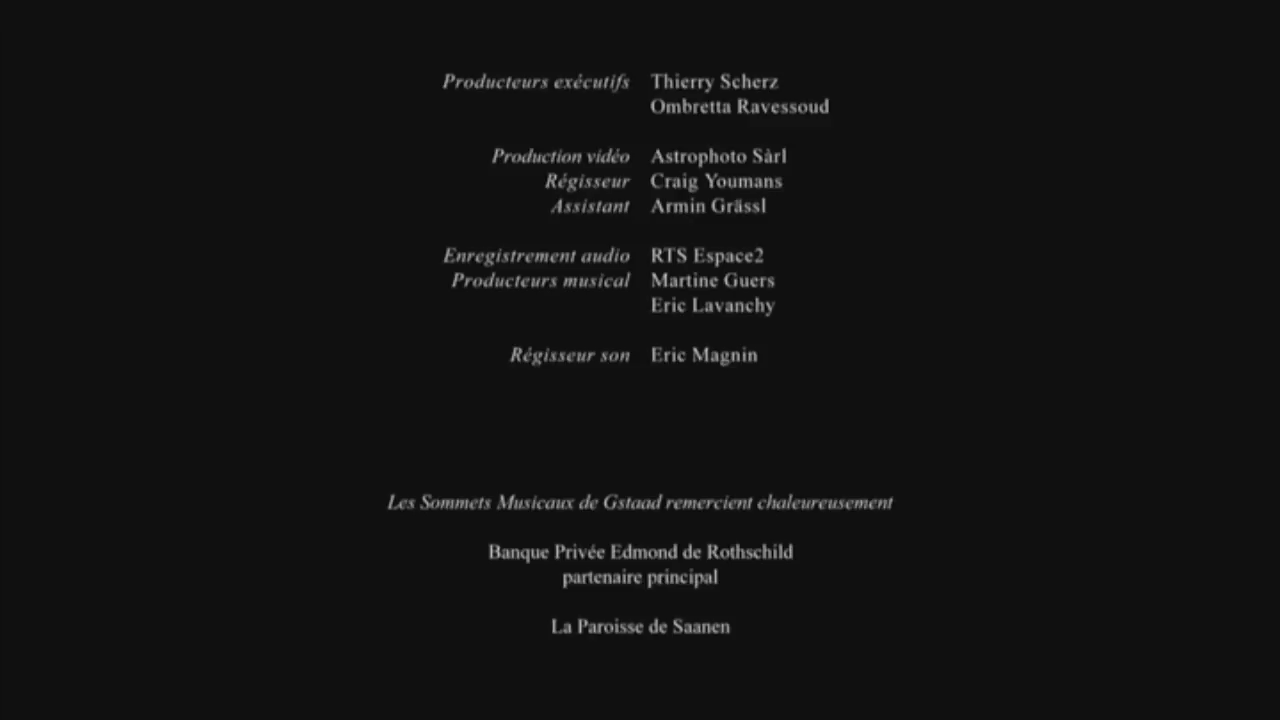 Producteurs exécutifs Thierry Scherz
Ombretta Ravessoud
Production vidéo Astrophoto Sàrl
Régisseur Craig Youmans
Assistant Armin Grässl
Enregistrement audio RTS Espace2
Producteurs musical Martine Guers
Eric Lavanchy
Régisseur son Eric Magnin
Les Sommets Musicaux de Gstaad remercient chaleureusement
Banque Privée Edmond de Rothschild
partenaire principal
La Paroisse de Saanen